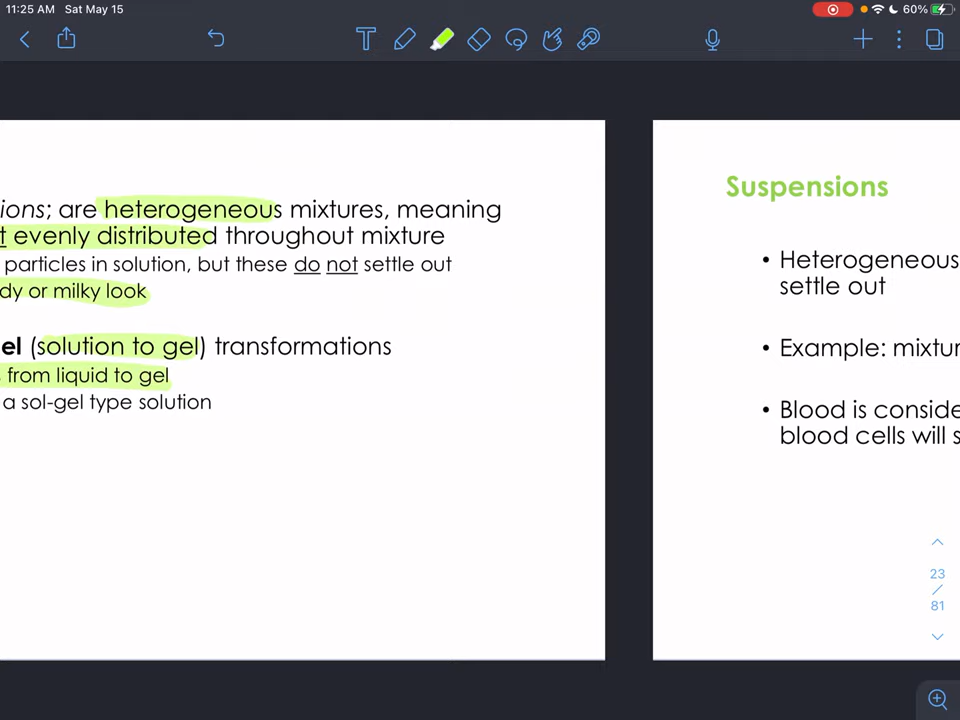 11:25 AM Sat May 15
60%
ions; are heterogeneous mixtures, meaning
t evenly distributed throughout mixture
particles in solution, but these do not settle out
dy or milky look
el (solution to gel) transformations
s from liquid to gel
a sol-gel type solution
Suspensions
• Heterogeneous
settle out
• Example: mixtur
• Blood is conside
blood cells will s
23
/
81